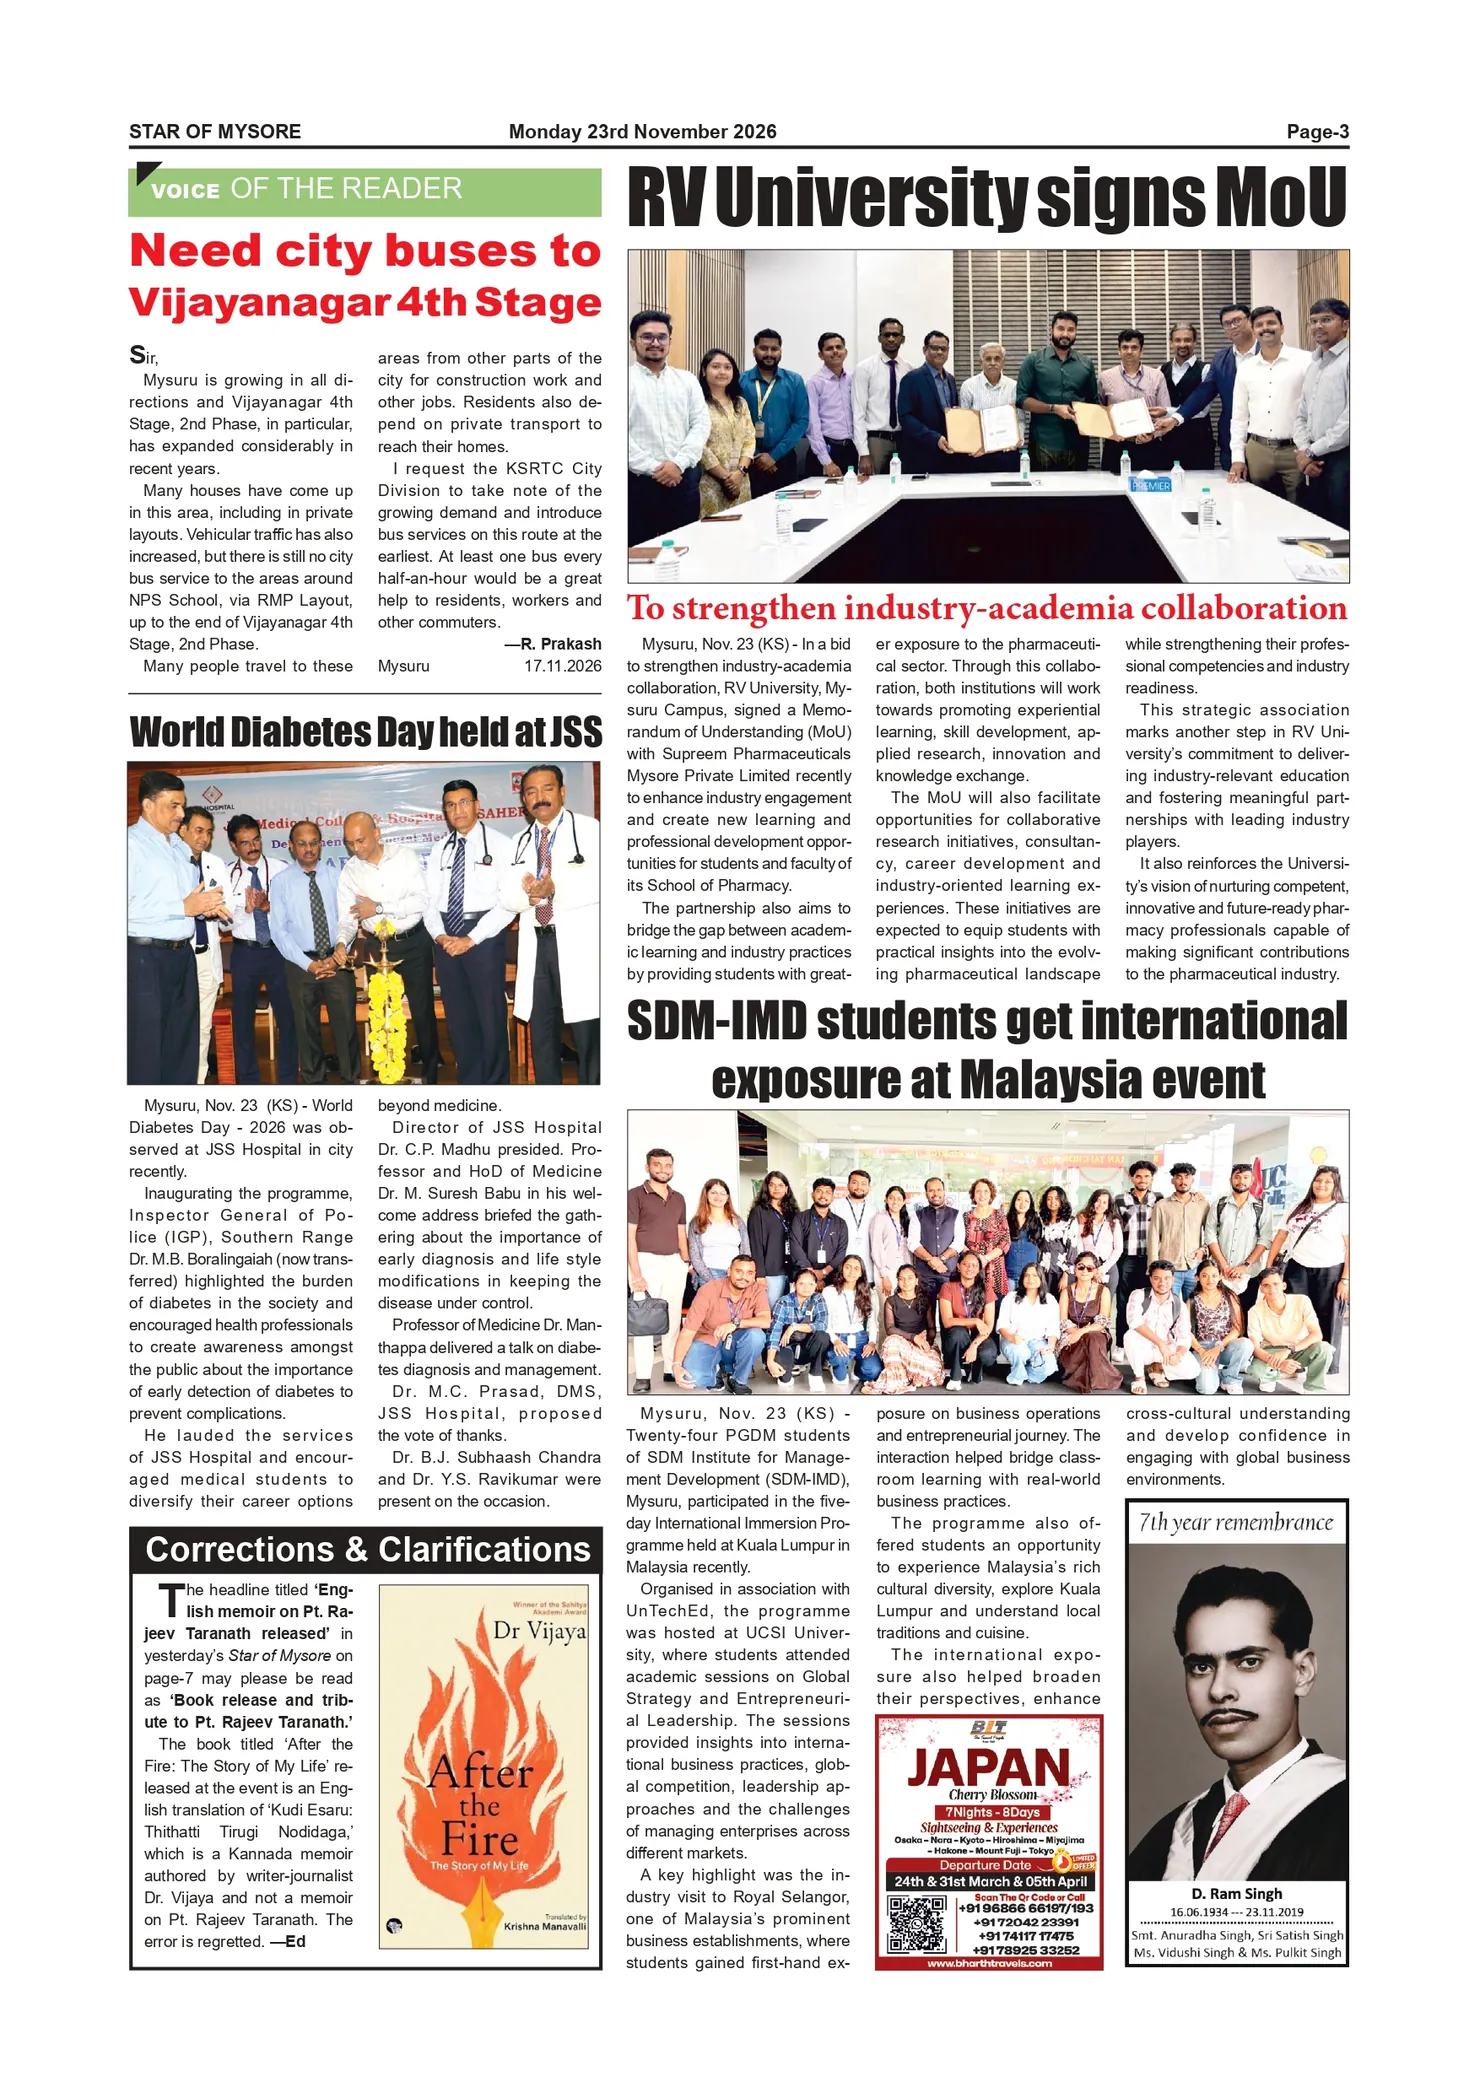 STAR OF MYSORE
Monday 23rd November 2026
Page-3
VOICE OF THE READER
Need city buses to
Vijayanagar 4th Stage
Sir,
Mysuru is growing in all di-
rections and Vijayanagar 4th
Stage, 2nd Phase, in particular,
has expanded considerably in
recent years.
Many houses have come up
in this area, including in private
layouts. Vehicular traffic has also
increased, but there is still no city
bus service to the areas around
NPS School, via RMP Layout,
up to the end of Vijayanagar 4th
Stage, 2nd Phase.
Many people travel to these
areas from other parts of the
city for construction work and
other jobs. Residents also de-
pend on private transport to
reach their homes.
I request the KSRTC City
Division to take note of the
growing demand and introduce
bus services on this route at the
earliest. At least one bus every
half-an-hour would be a great
help to residents, workers and
other commuters.
—R. Prakash
Mysuru 17.11.2026
World Diabetes Day held at JSS
Mysuru, Nov. 23 (KS) - World
Diabetes Day - 2026 was ob-
served at JSS Hospital in city
recently.
Inaugurating the programme,
Inspector General of Po-
lice (IGP), Southern Range
Dr. M.B. Boralingaiah (now trans-
ferred) highlighted the burden
of diabetes in the society and
encouraged health professionals
to create awareness amongst
the public about the importance
of early detection of diabetes to
prevent complications.
He lauded the services
of JSS Hospital and encour-
aged medical students to
diversify their career options
beyond medicine.
Director of JSS Hospital
Dr. C.P. Madhu presided. Pro-
fessor and HoD of Medicine
Dr. M. Suresh Babu in his wel-
come address briefed the gath-
ering about the importance of
early diagnosis and life style
modifications in keeping the
disease under control.
Professor of Medicine Dr. Man-
thappa delivered a talk on diabe-
tes diagnosis and management.
Dr. M.C. Prasad, DMS,
JSS Hospital, proposed
the vote of thanks.
Dr. B.J. Subhaash Chandra
and Dr. Y.S. Ravikumar were
present on the occasion.
Corrections & Clarifications
The headline titled ‘Eng-
lish memoir on Pt. Ra-
jeev Taranath released’ in
yesterday’s Star of Mysore on
page-7 may please be read
as ‘Book release and trib-
ute to Pt. Rajeev Taranath.’
The book titled ‘After the
Fire: The Story of My Life’ re-
leased at the event is an Eng-
lish translation of ‘Kudi Esaru:
Thithatti Tirugi Nodidaga,’
which is a Kannada memoir
authored by writer-journalist
Dr. Vijaya and not a memoir
on Pt. Rajeev Taranath. The
error is regretted. —Ed
Winner of the Sahitya
Akademi Award
Dr Vijaya
After
the
Fire
The Story of My Life
Translated by
Krishna Manavalli
RV University signs MoU
PREMIER
To strengthen industry-academia collaboration
Mysuru, Nov. 23 (KS) - In a bid
to strengthen industry-academia
collaboration, RV University, My-
suru Campus, signed a Memo-
randum of Understanding (MoU)
with Supreem Pharmaceuticals
Mysore Private Limited recently
to enhance industry engagement
and create new learning and
professional development oppor-
tunities for students and faculty of
its School of Pharmacy.
The partnership also aims to
bridge the gap between academ-
ic learning and industry practices
by providing students with great-
er exposure to the pharmaceuti-
cal sector. Through this collabo-
ration, both institutions will work
towards promoting experiential
learning, skill development, ap-
plied research, innovation and
knowledge exchange.
The MoU will also facilitate
opportunities for collaborative
research initiatives, consultan-
cy, career development and
industry-oriented learning ex-
periences. These initiatives are
expected to equip students with
practical insights into the evolv-
ing pharmaceutical landscape
while strengthening their profes-
sional competencies and industry
readiness.
This strategic association
marks another step in RV Uni-
versity’s commitment to deliver-
ing industry-relevant education
and fostering meaningful part-
nerships with leading industry
players.
It also reinforces the Universi-
ty’s vision of nurturing competent,
innovative and future-ready phar-
macy professionals capable of
making significant contributions
to the pharmaceutical industry.
SDM-IMD students get international
exposure at Malaysia event
Mysuru, Nov. 23 (KS) -
Twenty-four PGDM students
of SDM Institute for Manage-
ment Development (SDM-IMD),
Mysuru, participated in the five-
day International Immersion Pro-
gramme held at Kuala Lumpur in
Malaysia recently.
Organised in association with
UnTechEd, the programme
was hosted at UCSI Univer-
sity, where students attended
academic sessions on Global
Strategy and Entrepreneuri-
al Leadership. The sessions
provided insights into interna-
tional business practices, glob-
al competition, leadership ap-
proaches and the challenges
of managing enterprises across
different markets.
A key highlight was the in-
dustry visit to Royal Selangor,
one of Malaysia’s prominent
business establishments, where
students gained first-hand ex-
posure on business operations
and entrepreneurial journey. The
interaction helped bridge class-
room learning with real-world
business practices.
The programme also of-
fered students an opportunity
to experience Malaysia’s rich
cultural diversity, explore Kuala
Lumpur and understand local
traditions and cuisine.
The international expo-
sure also helped broaden
their perspectives, enhance
cross-cultural understanding
and develop confidence in
engaging with global business
environments.
BIT
JAPAN
Cherry Blossom
7Nights - 8Days
Sightseeing & Experiences
Osaka – Nara – Kyoto – Hiroshima – Miyajima
– Hakone – Mount Fuji – Tokyo
Departure Date
LIMITED OFFER
24th & 31st March & 05th April
Scan The Qr Code or Call
+91 96866 66197/193
+91 72042 23391
+91 74117 17475
+91 78925 33252
www.bharthtravels.com
7th year remembrance
D. Ram Singh
16.06.1934 --- 23.11.2019
Smt. Anuradha Singh, Sri Satish Singh
Ms. Vidushi Singh & Ms. Pulkit Singh